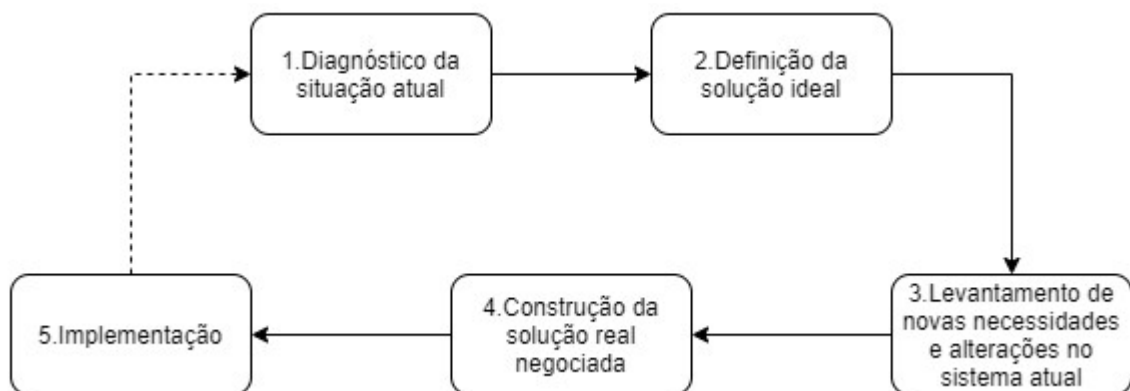 1.Diagnóstico da
situação atual
2.Definição da
solução ideal
3.Levantamento de
novas necessidades
e alterações no
sistema atual
4.Construção da
solução real
negociada
5.Implementação